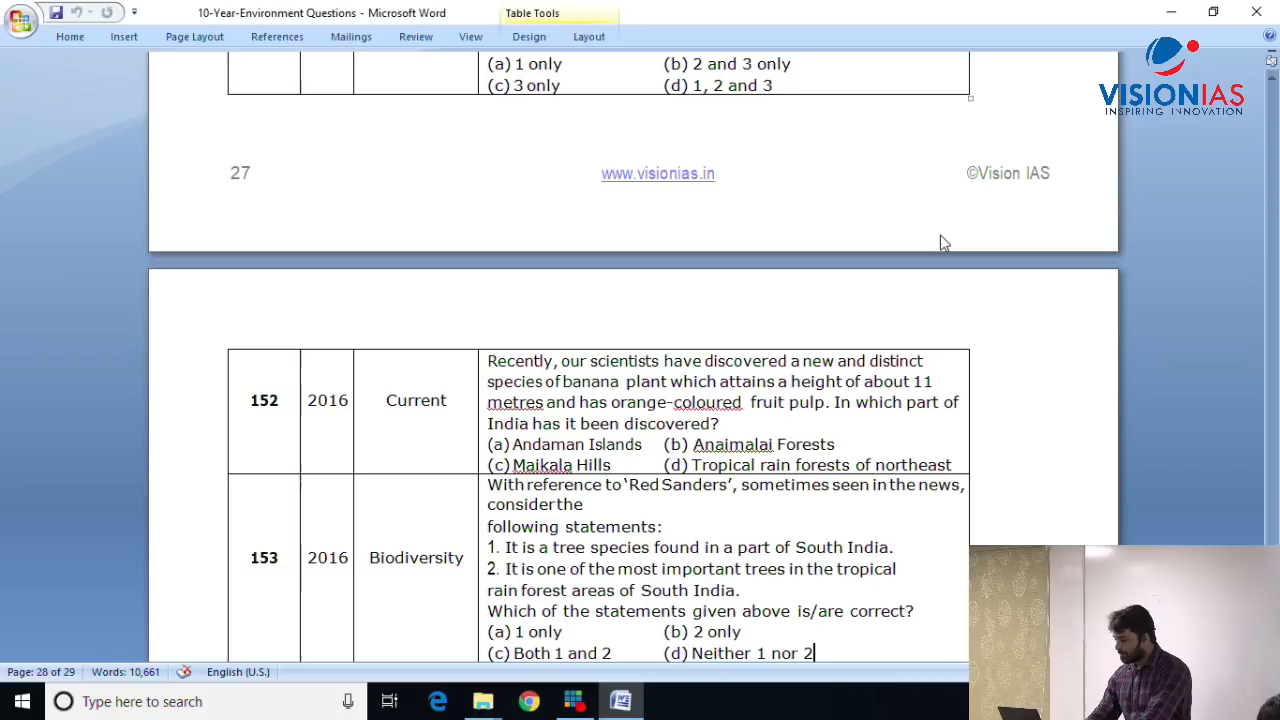 10-Year-Environment Questions - Microsoft Word
Table Tools
Home Insert Page Layout References Mailings Review View Design Layout
VISIONIAS
INSPIRING INNOVATION
(a) 1 only (b) 2 and 3 only
(c) 3 only (d) 1, 2 and 3
27 www.visionias.in ©Vision IAS
152 2016 Current
Recently, our scientists have discovered a new and distinct
species of banana plant which attains a height of about 11
metres and has orange-coloured fruit pulp. In which part of
India has it been discovered?
(a) Andaman Islands (b) Anaimalai Forests
(c) Maikala Hills (d) Tropical rain forests of northeast
153 2016 Biodiversity
With reference to ‘Red Sanders’, sometimes seen in the news,
consider the
following statements:
1. It is a tree species found in a part of South India.
2. It is one of the most important trees in the tropical
rain forest areas of South India.
Which of the statements given above is/are correct?
(a) 1 only (b) 2 only
(c) Both 1 and 2 (d) Neither 1 nor 2
Page: 28 of 29 Words: 10,661 English (U.S.)
Type here to search